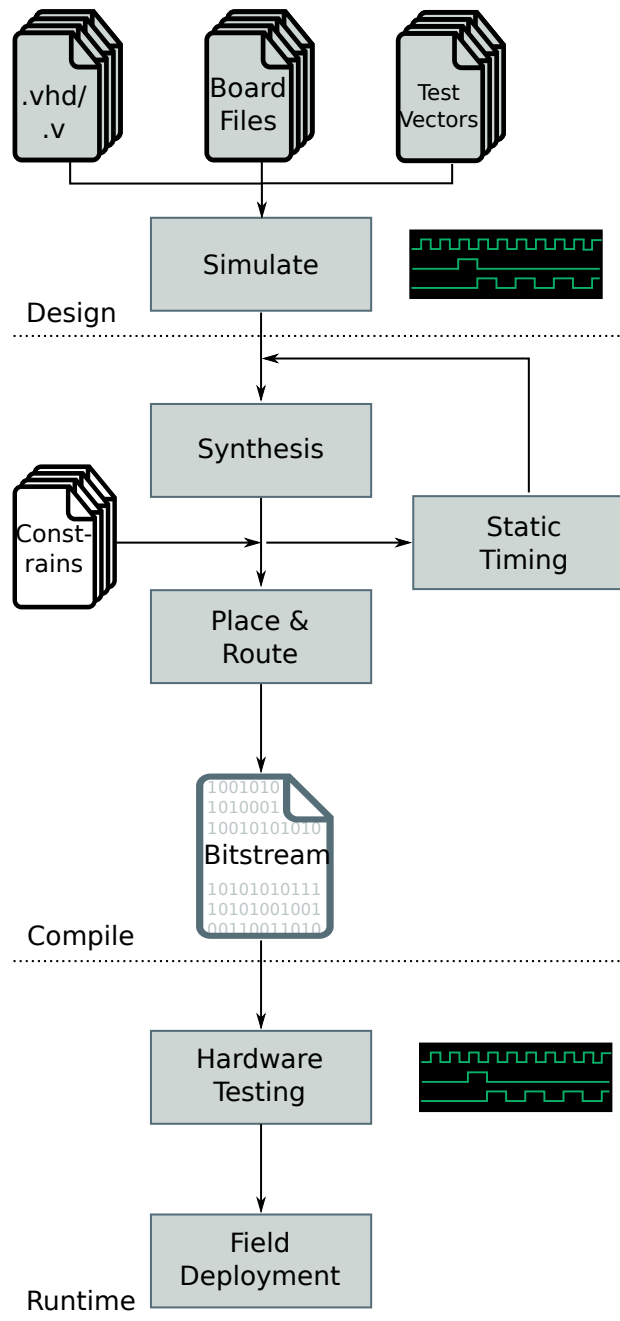 .vhd/
.v
Board
Files
Test
Vectors
Simulate
Design
Synthesis
Const-
rains
Static
Timing
Place &
Route
1001010
1010001
10010101010
Bitstream
10101010111
10101001001
00110011010
Compile
Hardware
Testing
Field
Deployment
Runtime